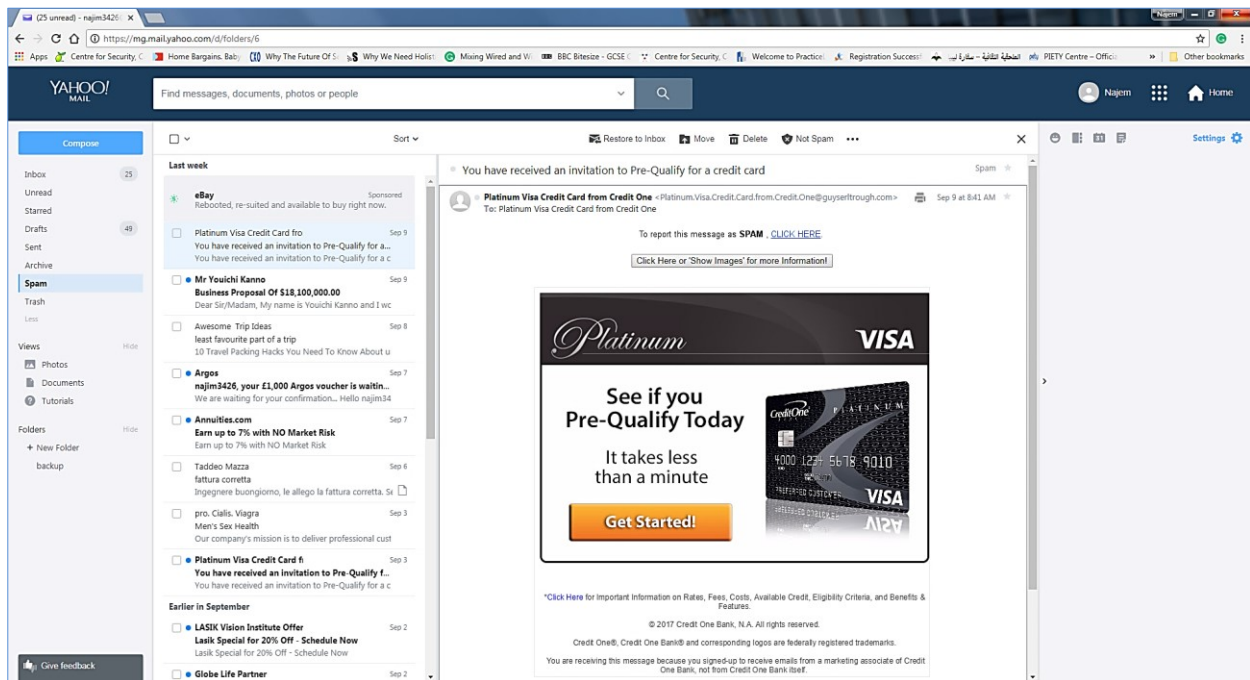 (25 unread) - najim3426
Najem
https://mg.mail.yahoo.com/d/folders/6
Apps Centre for Security, C Home Bargains. Bab Why The Future Of S Why We Need Holist Mixing Wired and Wi BBC Bitesize - GCSE C Centre for Security, C Welcome to Practice Registration Success! PIETY Centre – Offici » Other bookmarks
YAHOO!
MAIL
Find messages, documents, photos or people
Najem
Home
Compose
Inbox 25
Unread
Starred
Drafts 49
Sent
Archive
Spam
Trash
Less
Views Hide
Photos
Documents
Tutorials
Folders Hide
+ New Folder
backup
Give feedback
Sort
Last week
eBay Sponsored
Rebooted, re-suited and available to buy right now.
Platinum Visa Credit Card fro Sep 9
You have received an invitation to Pre-Qualify for a...
You have received an invitation to Pre-Qualify for a c
Mr Youichi Kanno Sep 9
Business Proposal Of $18,100,000.00
Dear Sir/Madam, My name is Youichi Kanno and I wc
Awesome Trip Ideas Sep 8
least favourite part of a trip
10 Travel Packing Hacks You Need To Know About u
Argos Sep 7
najim3426, your £1,000 Argos voucher is waitin...
We are waiting for your confirmation... Hello najim34
Annuities.com Sep 7
Earn up to 7% with NO Market Risk
Earn up to 7% with NO Market Risk
Taddeo Mazza Sep 6
fattura corretta
Ingegnere buongiorno, le allego la fattura corretta. Se
pro. Cialis. Viagra Sep 3
Men's Sex Health
Our company's mission is to deliver professional cust
Platinum Visa Credit Card f Sep 3
You have received an invitation to Pre-Qualify f...
You have received an invitation to Pre-Qualify for a c
Earlier in September
LASIK Vision Institute Offer Sep 2
Lasik Special for 20% Off - Schedule Now
Lasik Special for 20% Off - Schedule Now
Globe Life Partner Sep 2
Restore to Inbox Move Delete Not Spam •••
You have received an invitation to Pre-Qualify for a credit card Spam
Platinum Visa Credit Card from Credit One <Platinum.Visa.Credit.Card.from.Credit.One@guyserltrough.com> Sep 9 at 8:41 AM
To: Platinum Visa Credit Card from Credit One
To report this message as SPAM , CLICK HERE.
Click Here or 'Show Images' for more Information!
Platinum VISA
See if you
Pre-Qualify Today
It takes less
than a minute
Get Started!
CreditOne PLATINUM
4000 1234 5678 9010
PREFERRED CUSTOMER
VISA
*Click Here for Important Information on Rates, Fees, Costs, Available Credit, Eligibility Criteria, and Benefits &
Features.
© 2017 Credit One Bank, N.A. All rights reserved.
Credit One®, Credit One Bank® and corresponding logos are federally registered trademarks.
You are receiving this message because you signed-up to receive emails from a marketing associate of Credit
One Bank, not from Credit One Bank itself.
Settings